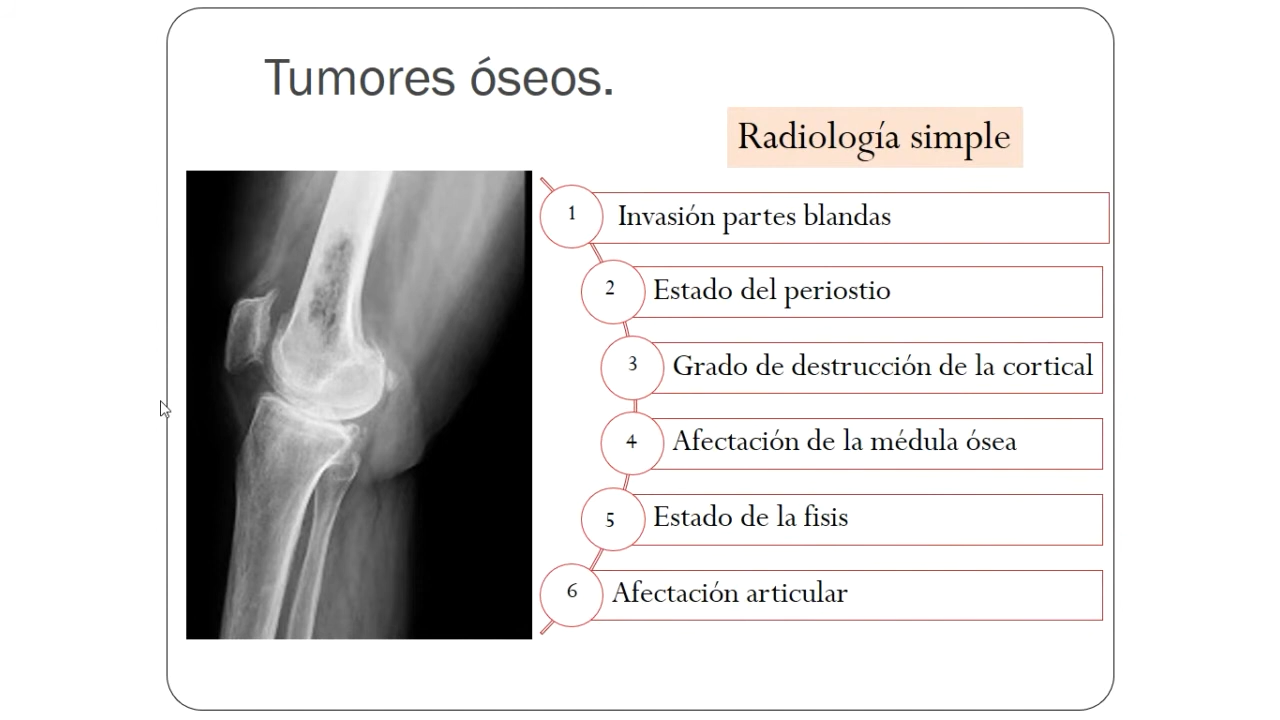 Tumores óseos.
Radiología simple
1 Invasión partes blandas
2 Estado del periostio
3 Grado de destrucción de la cortical
4 Afectación de la médula ósea
5 Estado de la fisis
6 Afectación articular